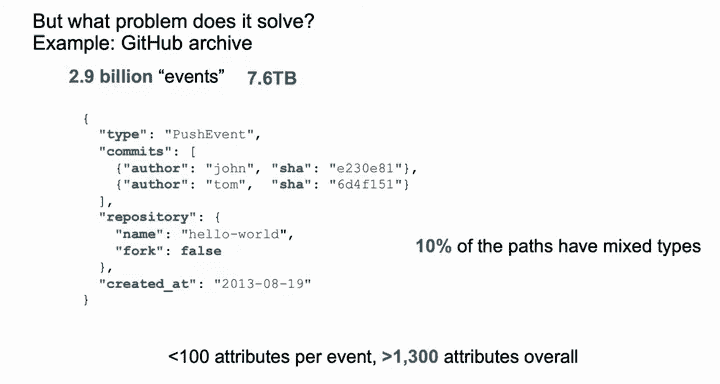 But what problem does it solve?
Example: GitHub archive
2.9 billion “events” 7.6TB
{
"type": "PushEvent",
"commits": [
{"author": "john", "sha": "e230e81"},
{"author": "tom", "sha": "6d4f151"}
],
"repository": {
"name": "hello-world",
"fork": false
},
"created_at": "2013-08-19"
}
10% of the paths have mixed types
<100 attributes per event, >1,300 attributes overall